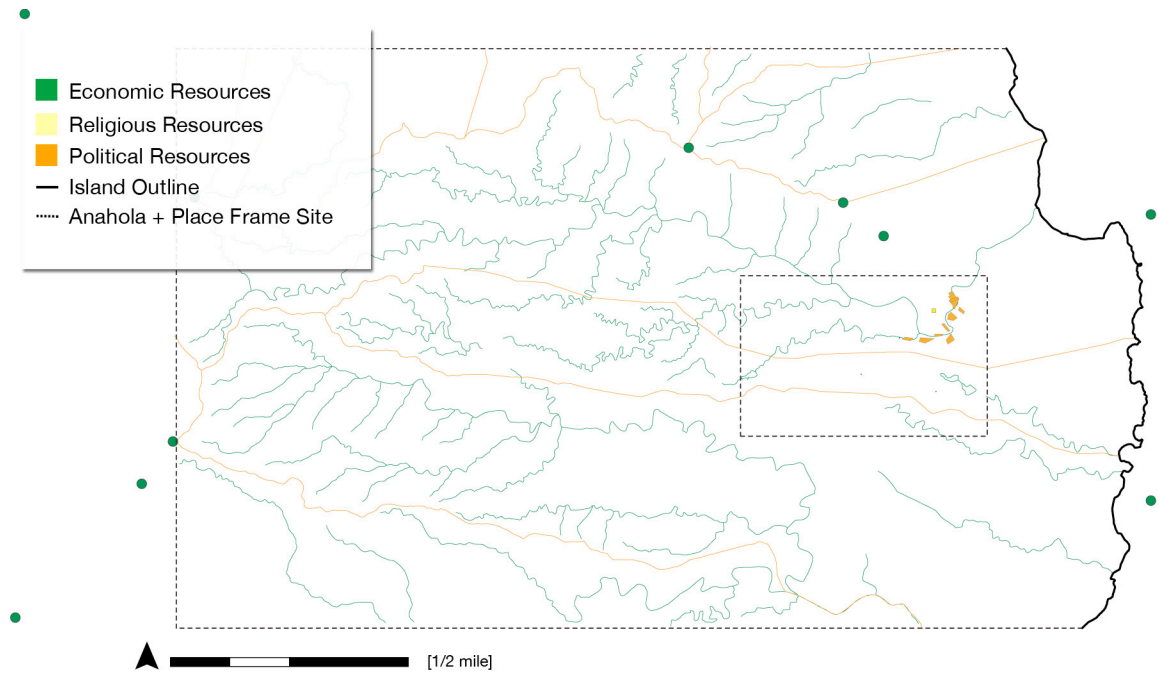 Economic Resources
Religious Resources
Political Resources
Island Outline
Anahola + Place Frame Site
[1/2 mile]